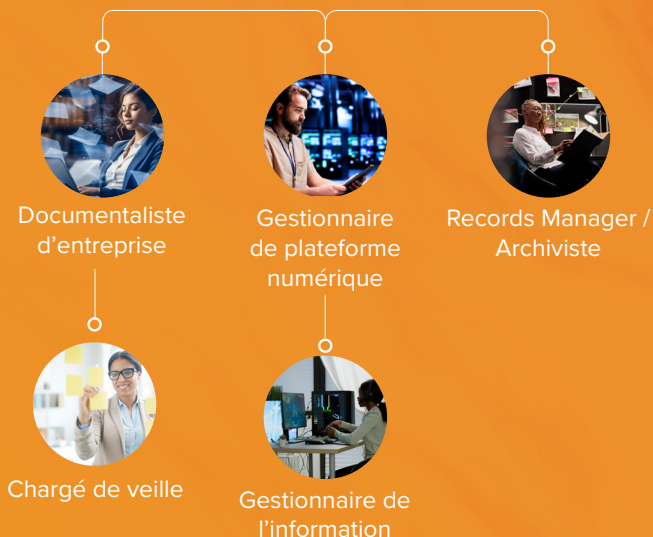 Documentaliste
d’entreprise
Gestionnaire
de plateforme
numérique
Records Manager /
Archiviste
Chargé de veille
Gestionnaire de
l’information